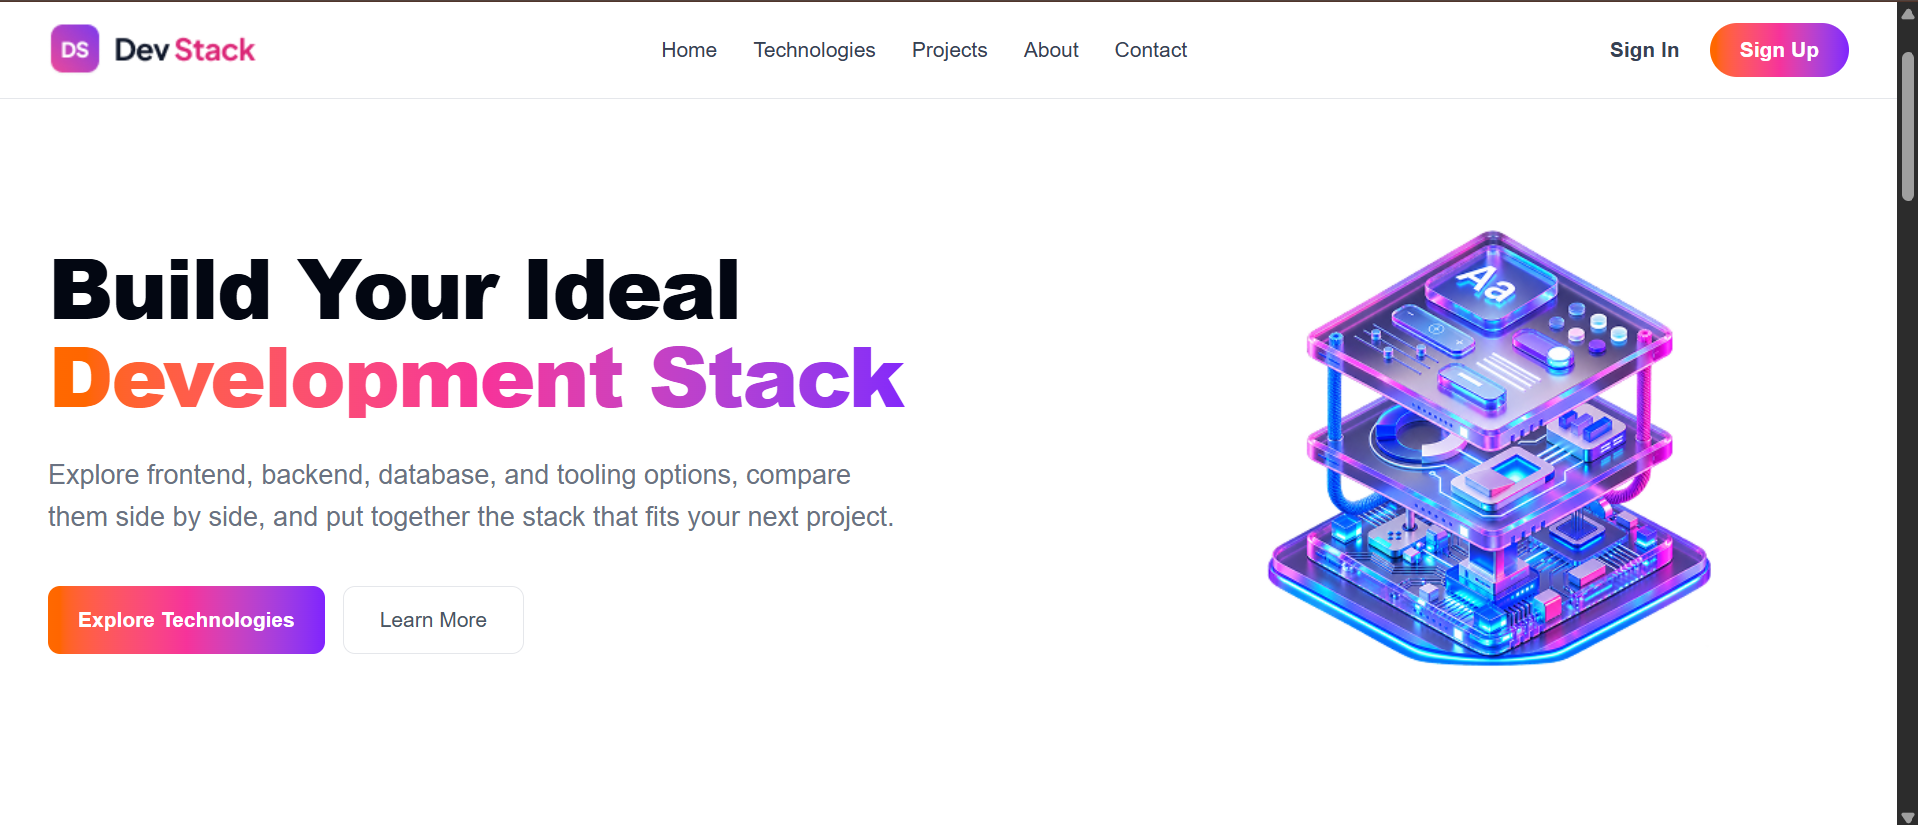 DS Dev Stack
Home Technologies Projects About Contact
Sign In Sign Up
Build Your Ideal
Development Stack
Explore frontend, backend, database, and tooling options, compare
them side by side, and put together the stack that fits your next project.
Explore Technologies Learn More
Aa